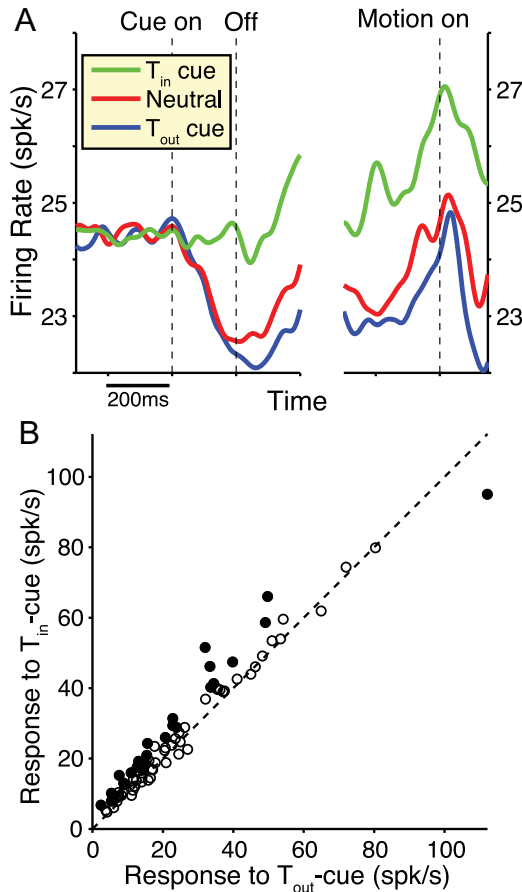 A
Cue on Off Motion on
T_in cue
Neutral
T_out cue
Firing Rate (spk/s)
27
25
23
27
25
23
200ms
Time
B
Response to T_in-cue (spk/s)
100
80
60
40
20
0
0 20 40 60 80 100
Response to T_out-cue (spk/s)